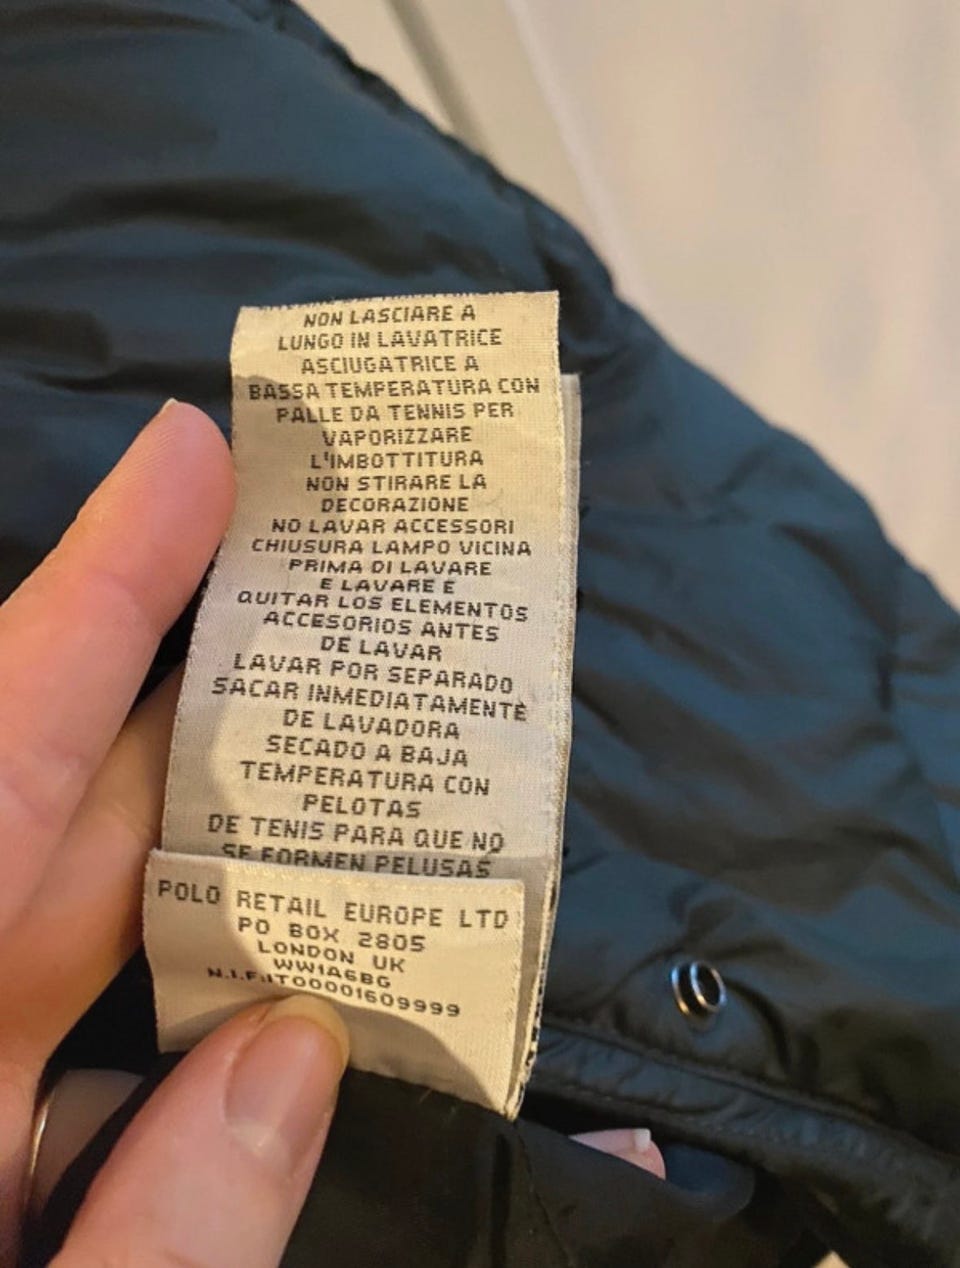 NON LASCIARE A
LUNGO IN LAVATRICE
ASCIUGATRICE A
BASSA TEMPERATURA CON
PALLE DA TENNIS PER
VAPORIZZARE
L'IMBOTTITURA
NON STIRARE LA
DECORAZIONE
NO LAVAR ACCESSORI
CHIUSURA LAMPO VICINA
PRIMA DI LAVARE
E LAVARE E
QUITAR LOS ELEMENTOS
ACCESORIOS ANTES
DE LAVAR
LAVAR POR SEPARADO
SACAR INMEDIATAMENTE
DE LAVADORA
SECADO A BAJA
TEMPERATURA CON
PELOTAS
DE TENIS PARA QUE NO
SE FORMEN PELUSAS
POLO RETAIL EUROPE LTD
PO BOX 2805
LONDON UK
WW1A6BG
N.I.F:IT00001609999